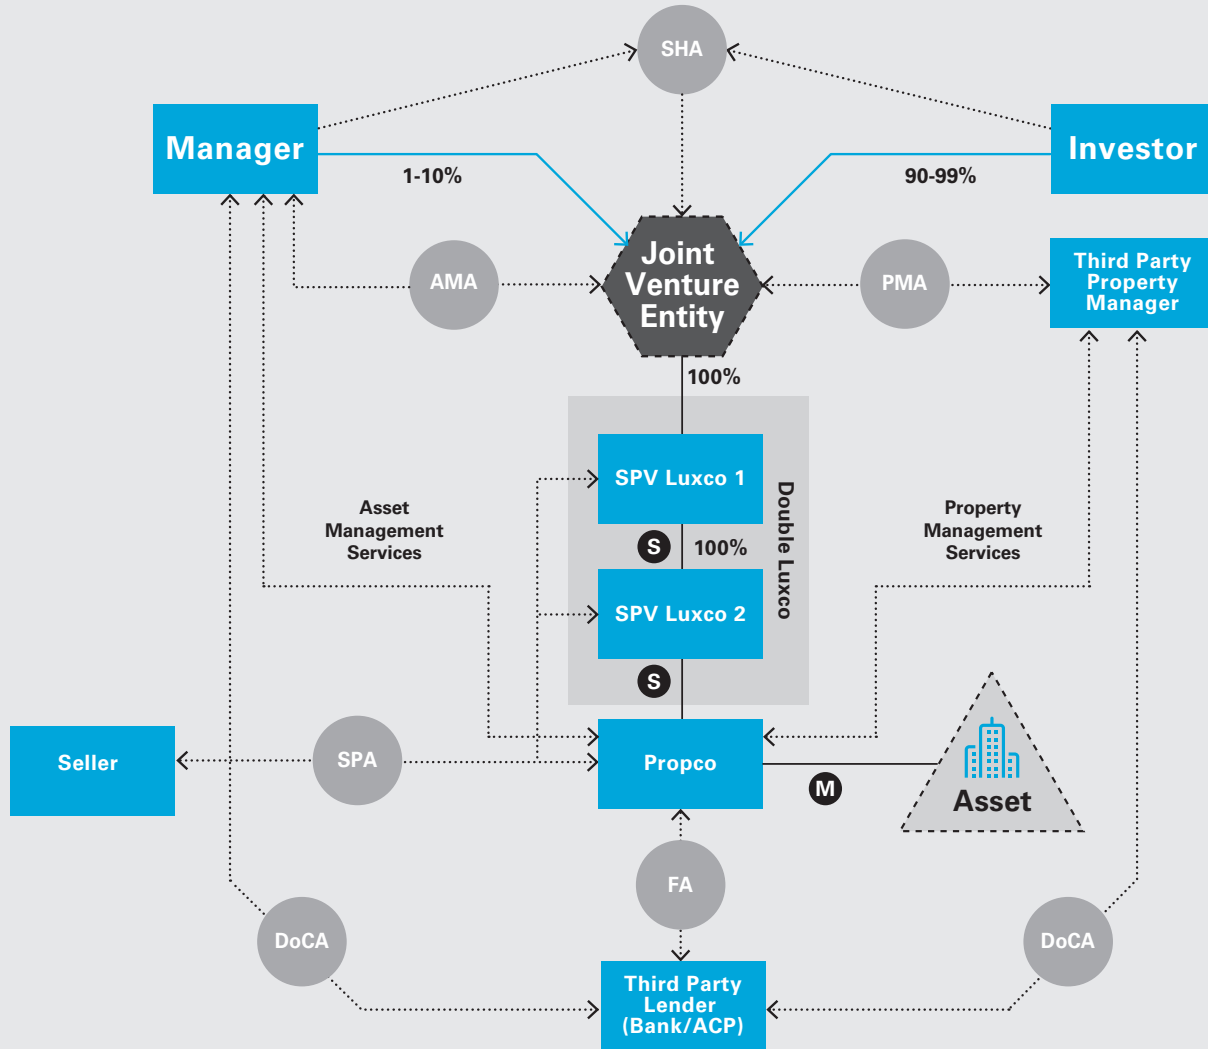 SHA
Manager
Investor
1-10%
90-99%
Joint
Venture
Entity
AMA
PMA
Third Party
Property
Manager
100%
SPV Luxco 1
Double Luxco
Asset
Management
Services
Property
Management
Services
S
100%
SPV Luxco 2
S
Seller
SPA
Propco
M
Asset
FA
DoCA
DoCA
Third Party
Lender
(Bank/ACP)